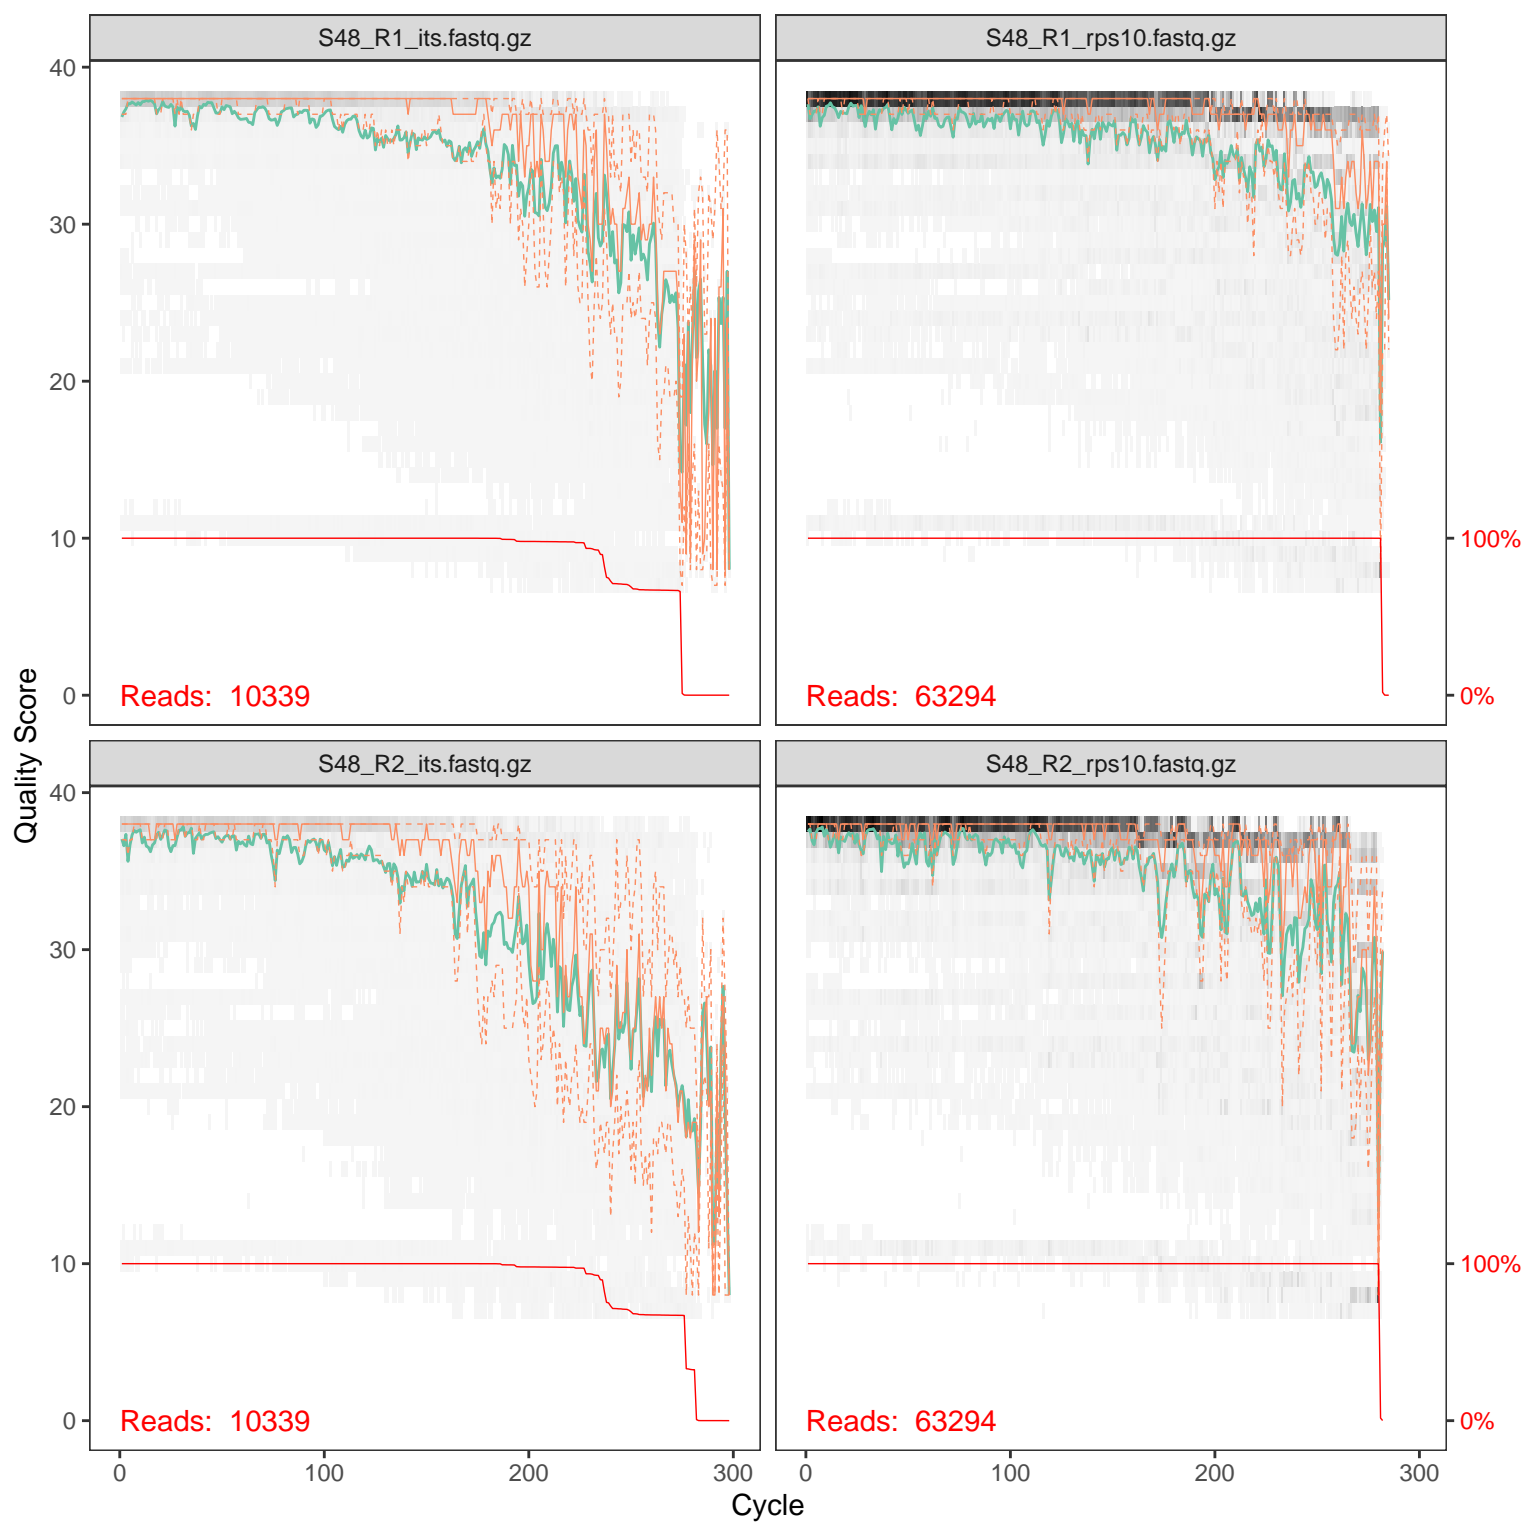 S48_R1_its.fastq.gz
S48_R1_rps10.fastq.gz
40
30
20
10
0
Reads: 10339
Reads: 63294
100%
0%
Quality Score
S48_R2_its.fastq.gz
S48_R2_rps10.fastq.gz
40
30
20
10
0
Reads: 10339
Reads: 63294
100%
0%
0 100 200 300
0 100 200 300
Cycle